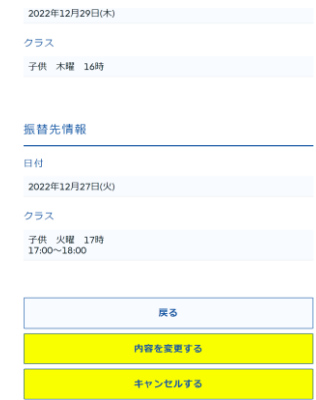 2022年12月29日(木)
クラス
子供　木曜　16時
振替先情報
日付
2022年12月27日(火)
クラス
子供　火曜　17時
17:00〜18:00
戻る
内容を変更する
キャンセルする